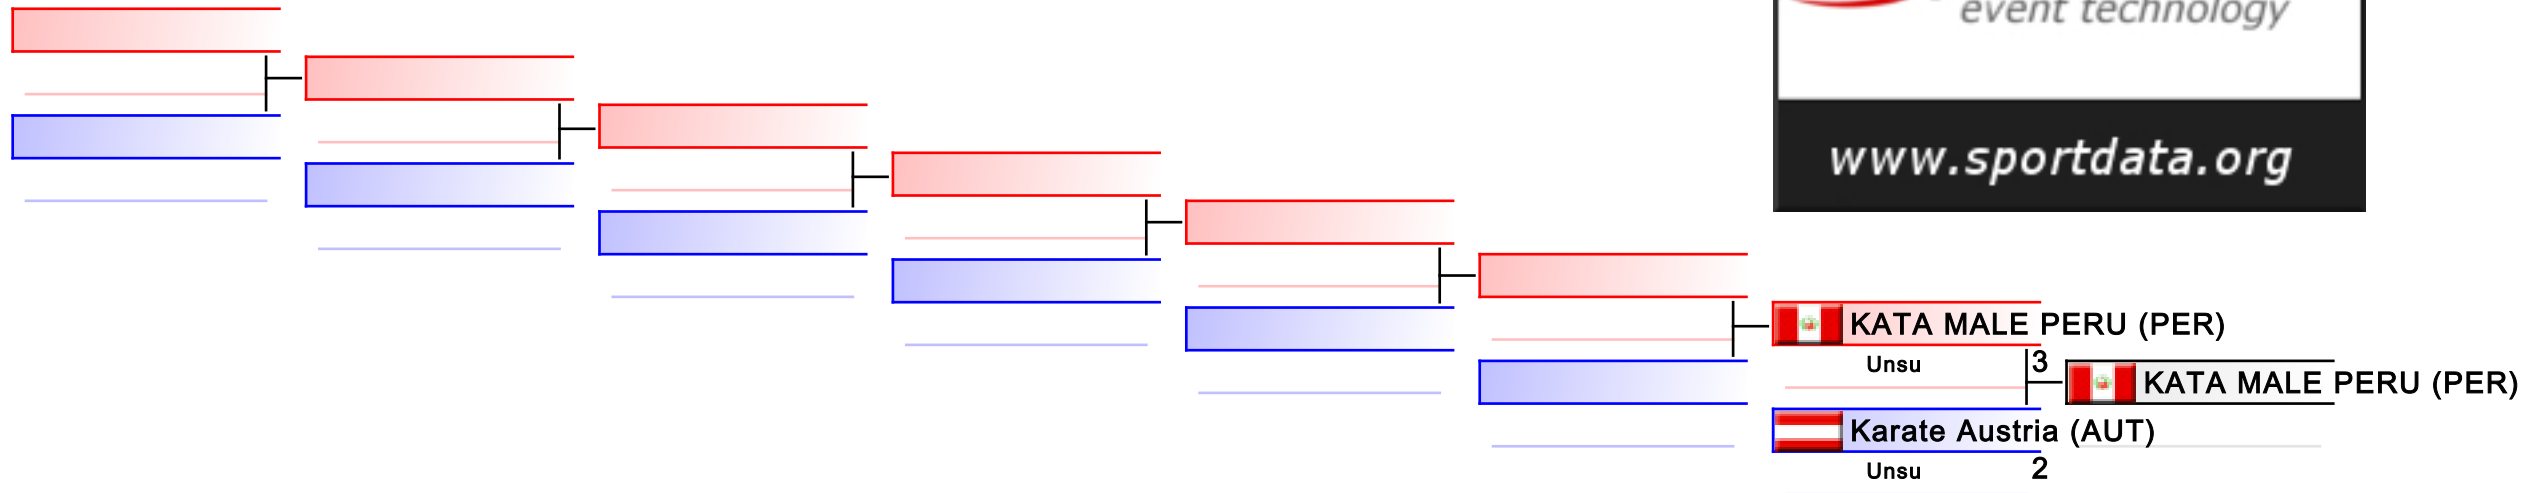 event technology
www.sportdata.org
KATA MALE PERU (PER)
Unsu
3
KATA MALE PERU (PER)
Karate Austria (AUT)
Unsu
2